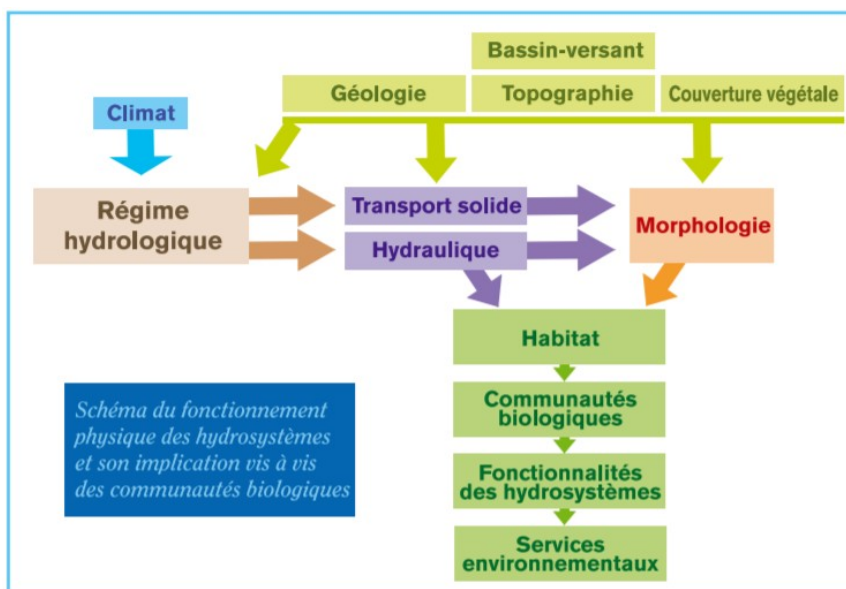 Bassin-versant
Géologie
Topographie
Couverture végétale
Climat
Régime
hydrologique
Transport solide
Hydraulique
Morphologie
Habitat
Communautés
biologiques
Fonctionnalités
des hydrosystèmes
Services
environnementaux
Schéma du fonctionnement
physique des hydrosystèmes
et son implication vis à vis
des communautés biologiques